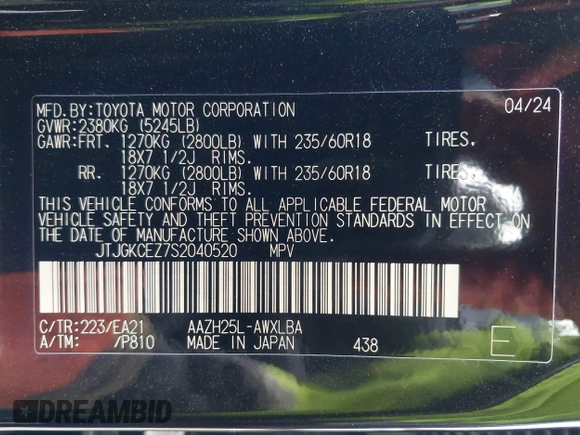 MFD.BY:TOYOTA MOTOR CORPORATION 04/24
GVWR:2380KG (5245LB)
GAWR:FRT. 1270KG (2800LB) WITH 235/60R18 TIRES,
18X7 1/2J RIMS.
RR. 1270KG (2800LB) WITH 235/60R18 TIRES,
18X7 1/2J RIMS.
THIS VEHICLE CONFORMS TO ALL APPLICABLE FEDERAL MOTOR
VEHICLE SAFETY AND THEFT PREVENTION STANDARDS IN EFFECT ON
THE DATE OF MANUFACTURE SHOWN ABOVE.
JTJGKCEZ7S2040520 MPV
C/TR:223/EA21 AAZH25L-AWXLBA
A/TM: /P810 MADE IN JAPAN 438 E
DREAMBID